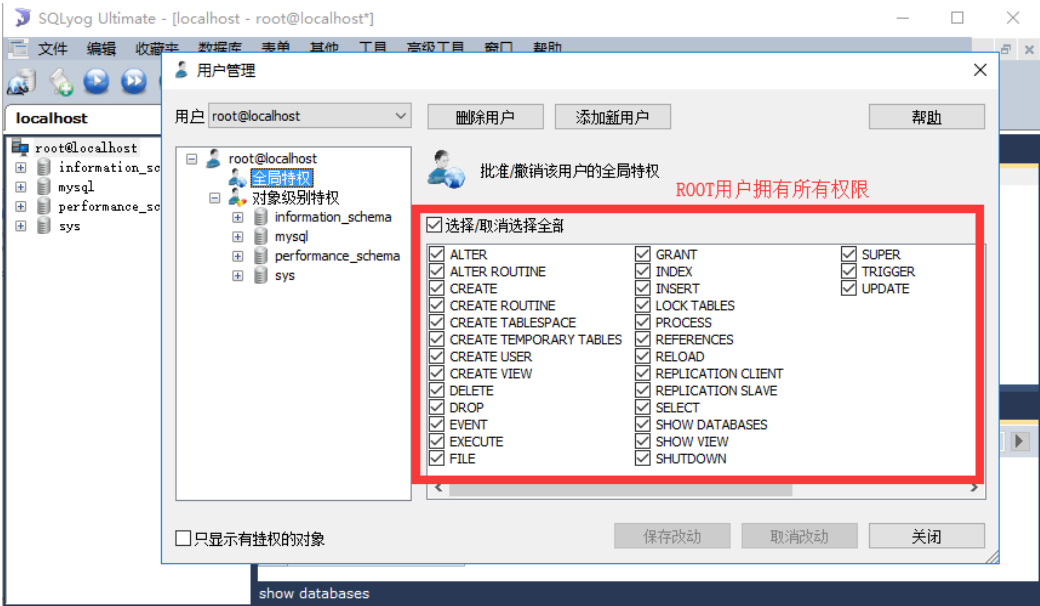 SQLyog Ultimate - [localhost - root@localhost*]
文件 编辑 收藏夹 数据库 表单 其他 工具 高级工具 窗口 帮助
用户管理
localhost
root@localhost
information_sc
mysql
performance_sc
sys
用户 root@localhost
删除用户 添加新用户 帮助
root@localhost
全局特权
对象级别特权
information_schema
mysql
performance_schema
sys
批准/撤销该用户的全局特权
ROOT用户拥有所有权限
选择/取消选择全部
ALTER
ALTER ROUTINE
CREATE
CREATE ROUTINE
CREATE TABLESPACE
CREATE TEMPORARY TABLES
CREATE USER
CREATE VIEW
DELETE
DROP
EVENT
EXECUTE
FILE
GRANT
INDEX
INSERT
LOCK TABLES
PROCESS
REFERENCES
RELOAD
REPLICATION CLIENT
REPLICATION SLAVE
SELECT
SHOW DATABASES
SHOW VIEW
SHUTDOWN
SUPER
TRIGGER
UPDATE
只显示有特权的对象
保存改动 取消改动 关闭
show databases